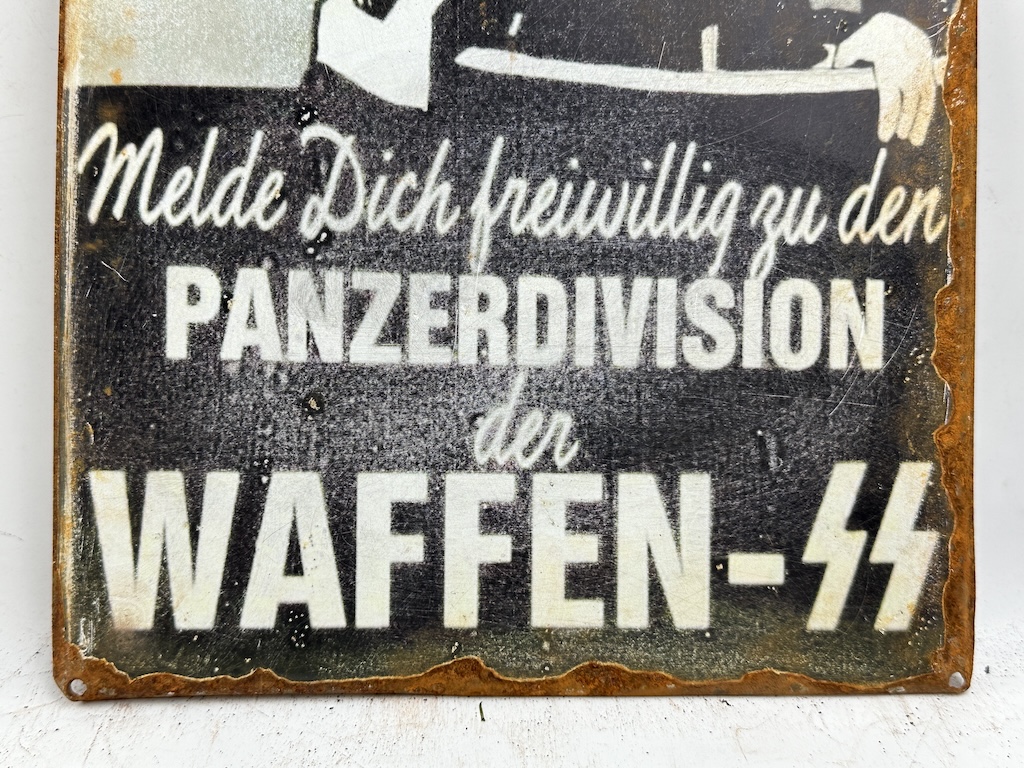 Melde Dich freiwillig zu den
PANZERDIVISION
der
WAFFEN-SS